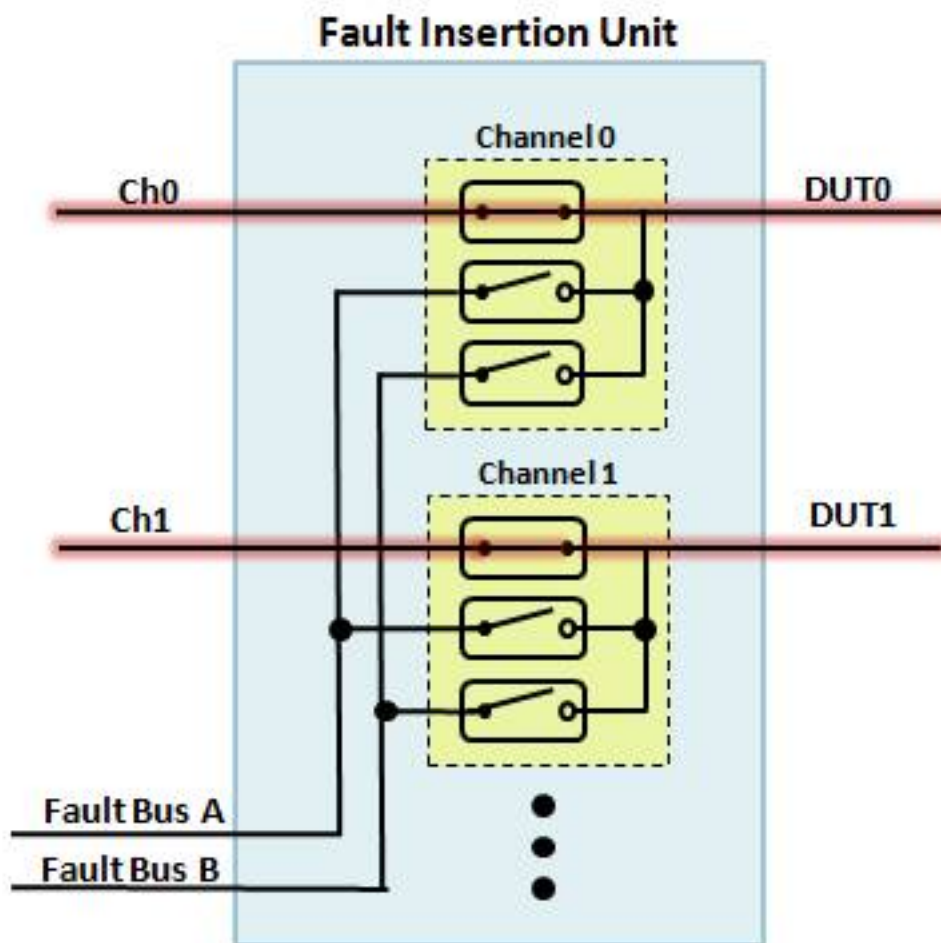 Fault Insertion Unit
Channel 0
Ch0
DUT0
Channel 1
Ch1
DUT1
Fault Bus A
Fault Bus B